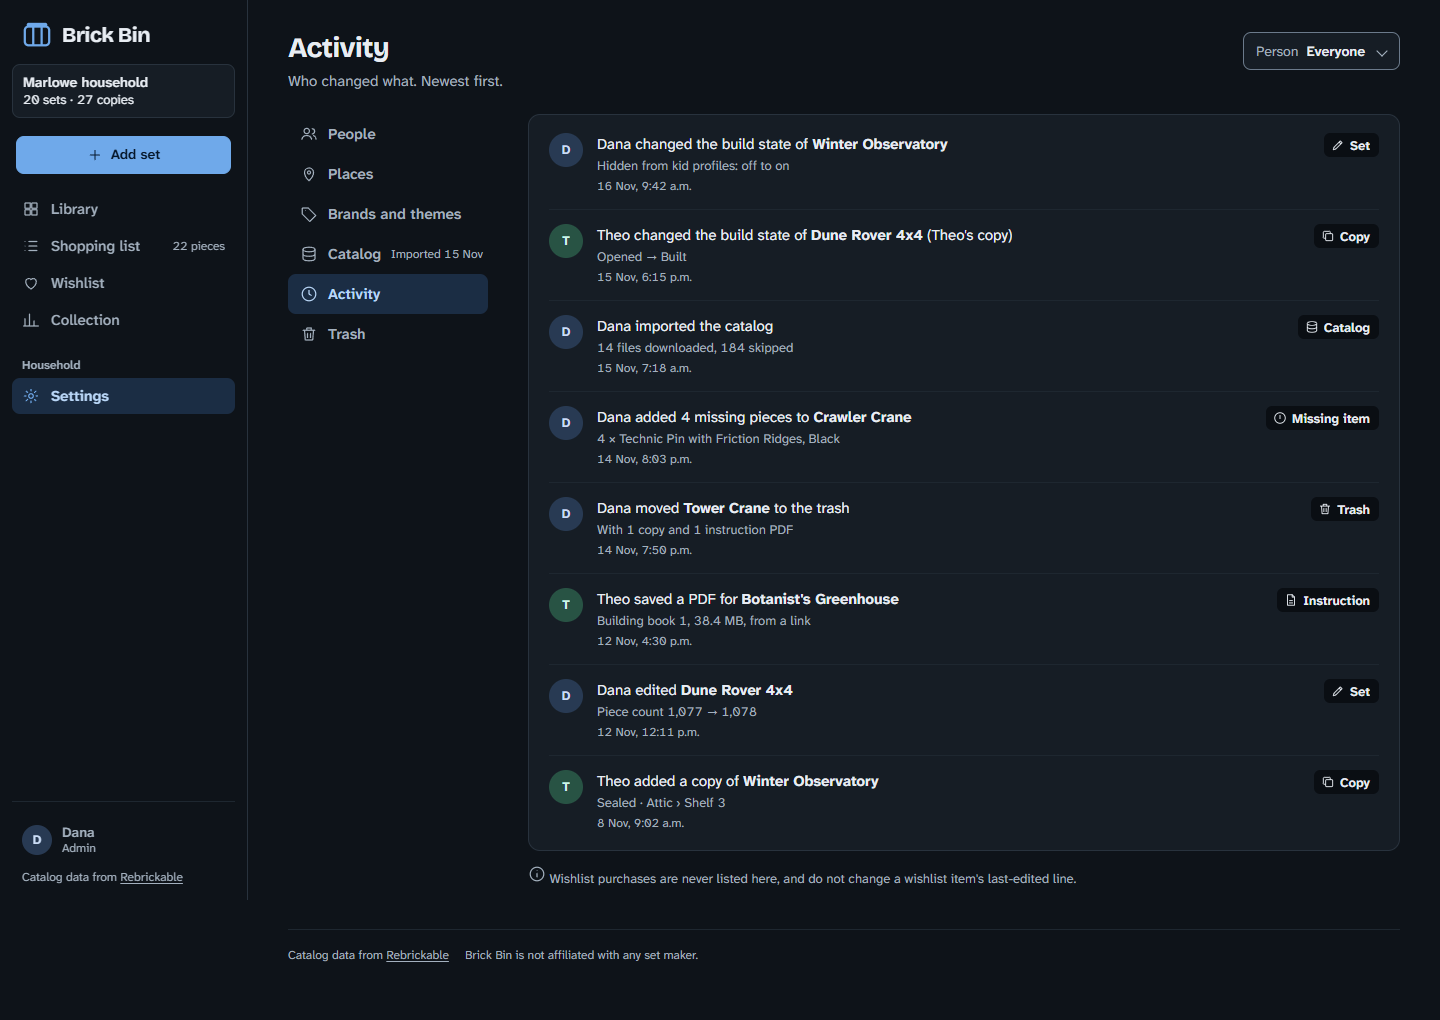 Brick Bin
Marlowe household
20 sets · 27 copies
Add set
Library
Shopping list 22 pieces
Wishlist
Collection
Household
Settings
Dana
Admin
Catalog data from Rebrickable
Activity
Who changed what. Newest first.
Person Everyone
People
Places
Brands and themes
Catalog Imported 15 Nov
Activity
Trash
D
Dana changed the build state of Winter Observatory
Set
Hidden from kid profiles: off to on
16 Nov, 9:42 a.m.
T
Theo changed the build state of Dune Rover 4x4 (Theo's copy)
Copy
Opened → Built
15 Nov, 6:15 p.m.
D
Dana imported the catalog
Catalog
14 files downloaded, 184 skipped
15 Nov, 7:18 a.m.
D
Dana added 4 missing pieces to Crawler Crane
Missing item
4 × Technic Pin with Friction Ridges, Black
14 Nov, 8:03 p.m.
D
Dana moved Tower Crane to the trash
Trash
With 1 copy and 1 instruction PDF
14 Nov, 7:50 p.m.
T
Theo saved a PDF for Botanist's Greenhouse
Instruction
Building book 1, 38.4 MB, from a link
12 Nov, 4:30 p.m.
D
Dana edited Dune Rover 4x4
Set
Piece count 1,077 → 1,078
12 Nov, 12:11 p.m.
T
Theo added a copy of Winter Observatory
Copy
Sealed · Attic › Shelf 3
8 Nov, 9:02 a.m.
Wishlist purchases are never listed here, and do not change a wishlist item's last-edited line.
D
Catalog data from Rebrickable Brick Bin is not affiliated with any set maker.